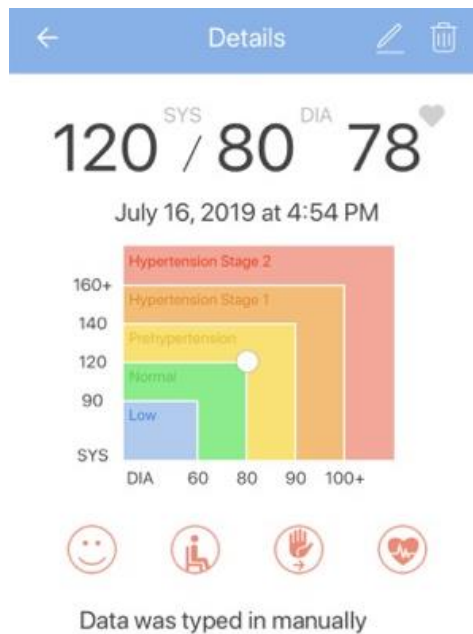 Details
SYS DIA
120 / 80 78
July 16, 2019 at 4:54 PM
Hypertension Stage 2
160+
Hypertension Stage 1
140
Prehypertension
120
Normal
90
Low
SYS
DIA 60 80 90 100+
Data was typed in manually